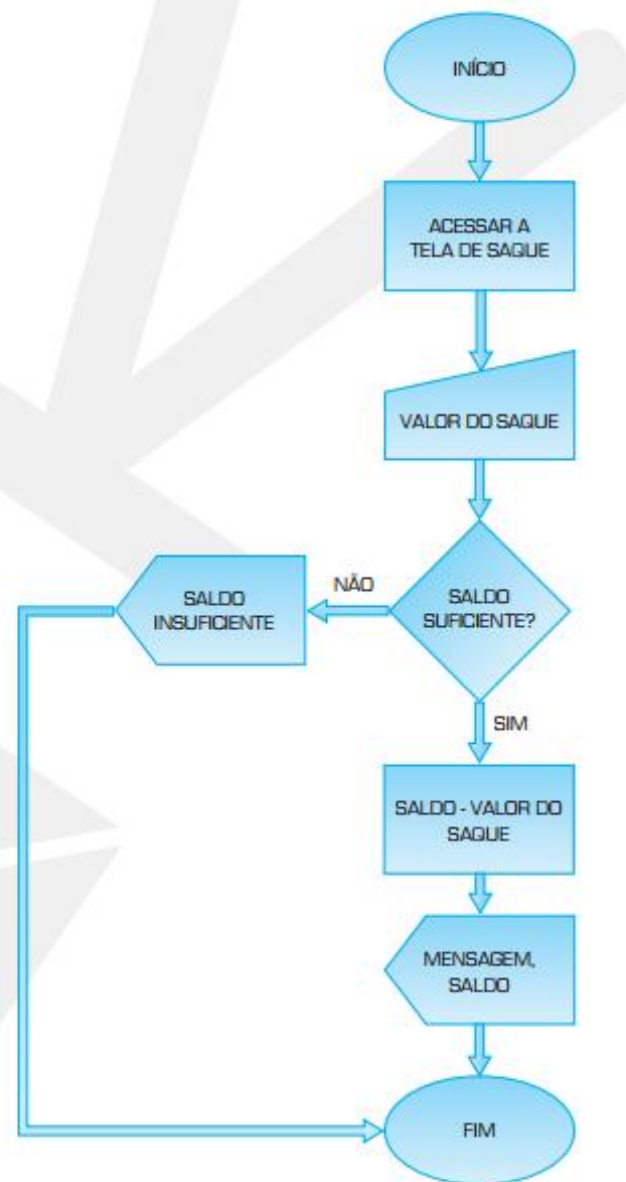 INÍCIO
ACESSAR A
TELA DE SAQUE
VALOR DO SAQUE
SALDO
SUFICIENTE?
NÃO
SALDO
INSUFICIENTE
SIM
SALDO - VALOR DO
SAQUE
MENSAGEM,
SALDO
FIM